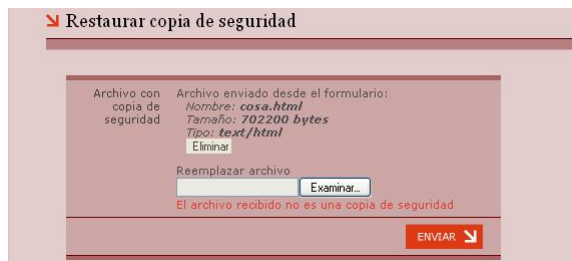 Restaurar copia de seguridad
Archivo con
copia de
seguridad
Archivo enviado desde el formulario:
Nombre: cosa.html
Tamaño: 702200 bytes
Tipo: text/html
Eliminar
Reemplazar archivo
Examinar...
El archivo recibido no es una copia de seguridad
ENVIAR